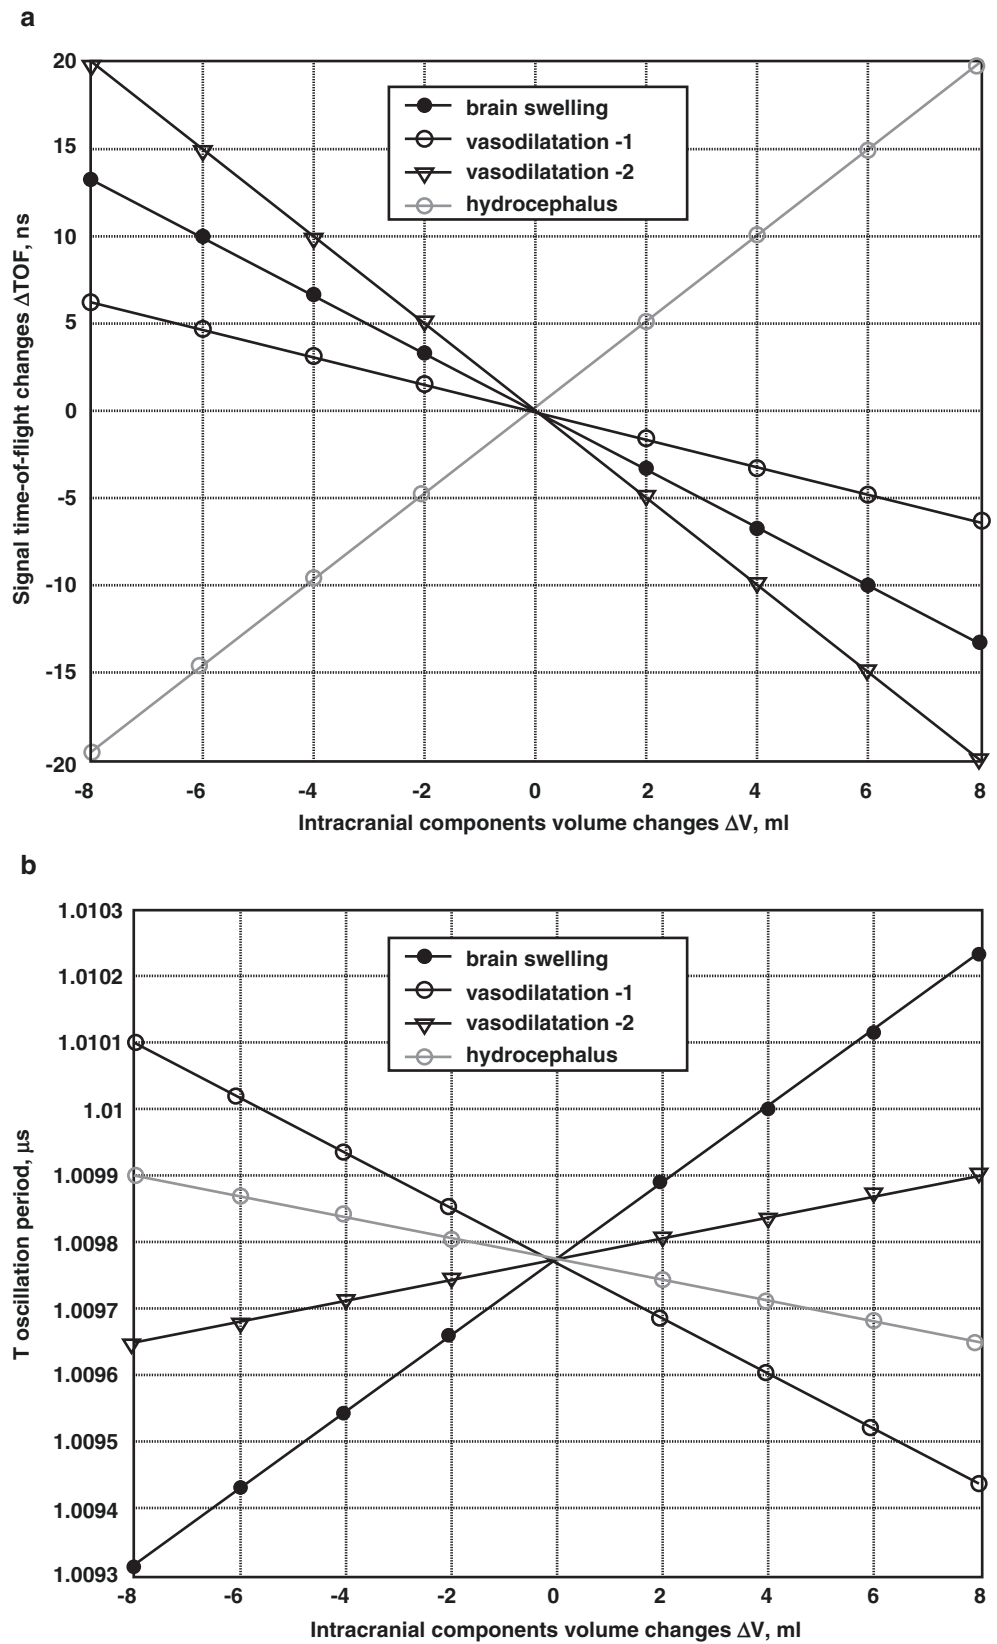 a
20
15
10
5
0
-5
-10
-15
-20
Signal time-of-flight changes ΔTOF, ns
brain swelling
vasodilatation -1
vasodilatation -2
hydrocephalus
-8 -6 -4 -2 0 2 4 6 8
Intracranial components volume changes ΔV, ml
b
1.0103
1.0102
1.0101
1.01
1.0099
1.0098
1.0097
1.0096
1.0095
1.0094
1.0093
T oscillation period, μs
brain swelling
vasodilatation -1
vasodilatation -2
hydrocephalus
-8 -6 -4 -2 0 2 4 6 8
Intracranial components volume changes ΔV, ml